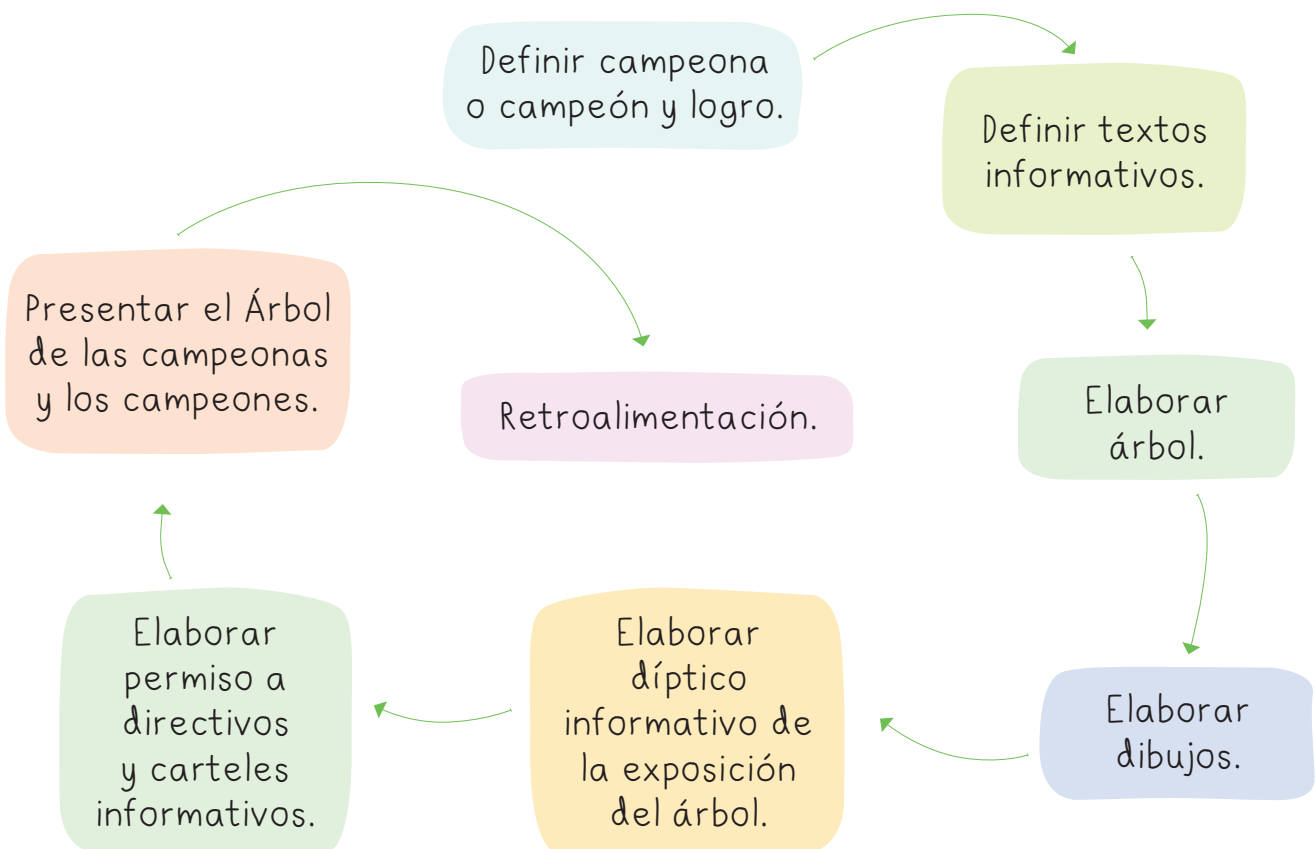 Definir campeona
o campeón y logro.
Definir textos
informativos.
Elaborar
árbol.
Elaborar
dibujos.
Elaborar
díptico
informativo de
la exposición
del árbol.
Elaborar
permiso a
directivos
y carteles
informativos.
Presentar el Árbol
de las campeonas
y los campeones.
Retroalimentación.